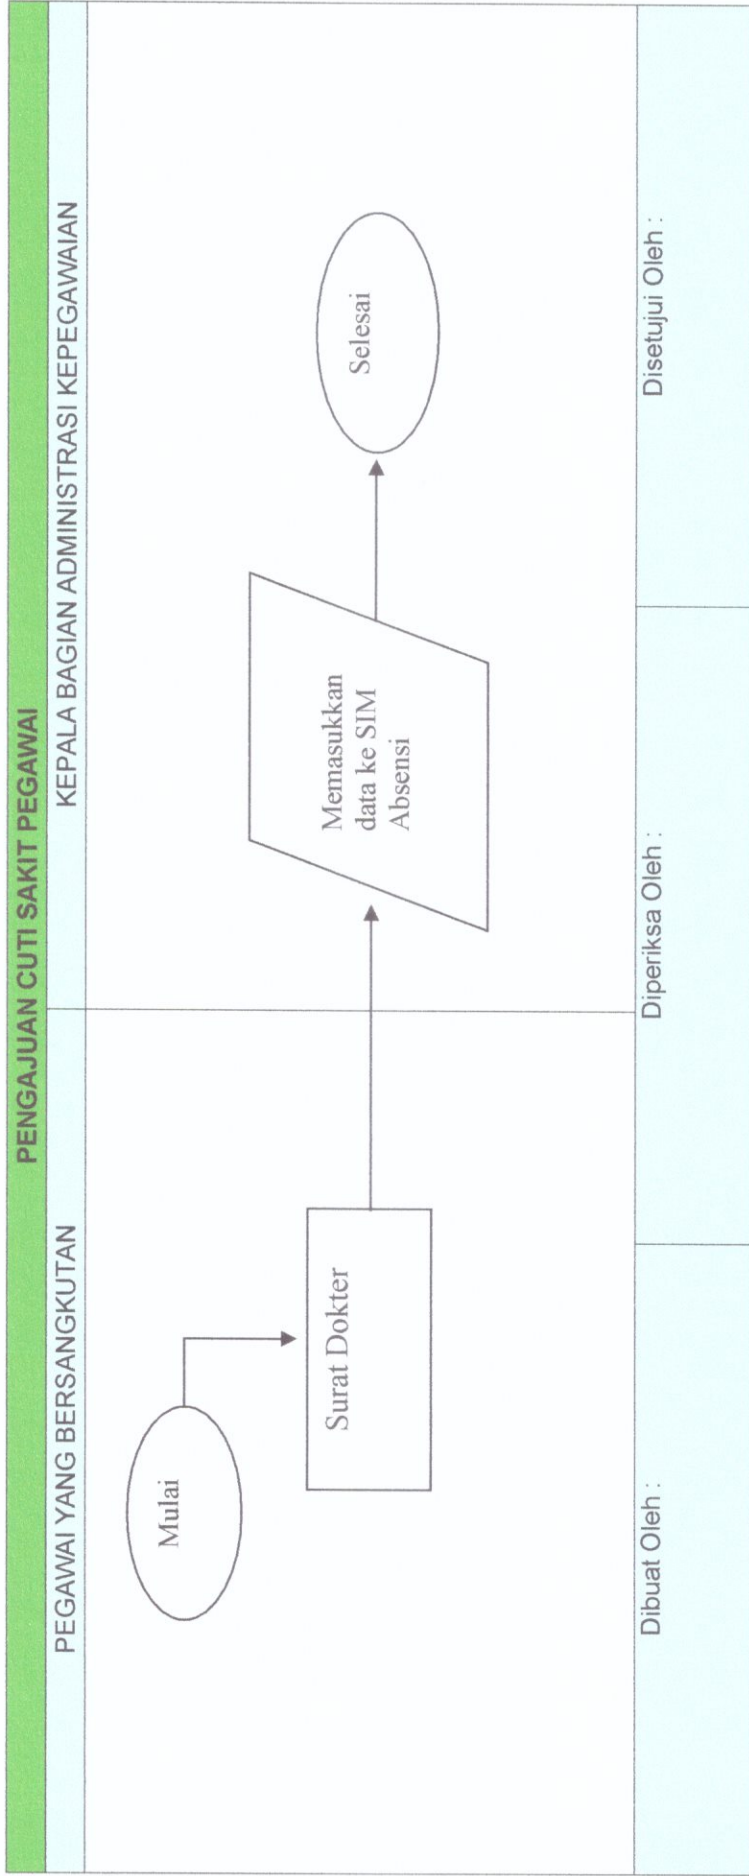 PENGAJUAN CUTI SAKIT PEGAWAI
PEGAWAI YANG BERSANGKUTAN
KEPALA BAGIAN ADMINISTRASI KEPEGAWAIAN
Mulai
Surat Dokter
Memasukkan
data ke SIM
Absensi
Selesai
Dibuat Oleh :
Diperiksa Oleh :
Disetujui Oleh :